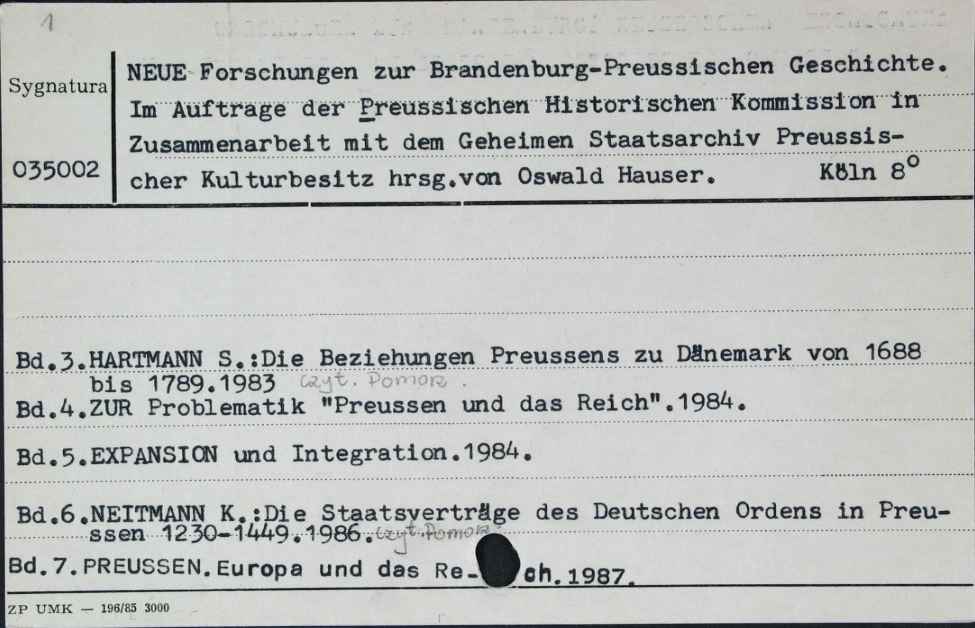 1
NEUE Forschungen zur Brandenburg-Preussischen Geschichte.
Sygnatura
Im Auftrage der Preussischen Historischen Kommission in
Zusammenarbeit mit dem Geheimen Staatsarchiv Preussis-
035002
cher Kulturbesitz hrsg.von Oswald Hauser. Köln 8°
Bd.3.HARTMANN S.:Die Beziehungen Preussens zu Dänemark von 1688
bis 1789.1983 czyt. Pomorz.
Bd.4.ZUR Problematik "Preussen und das Reich".1984.
Bd.5.EXPANSION und Integration.1984.
Bd.6.NEITMANN K.:Die Staatsverträge des Deutschen Ordens in Preu-
ssen 1230-1449.1986. czyt.Pomorz.
Bd.7.PREUSSEN.Europa und das Re- ch.1987.
ZP UMK — 196/85 3000